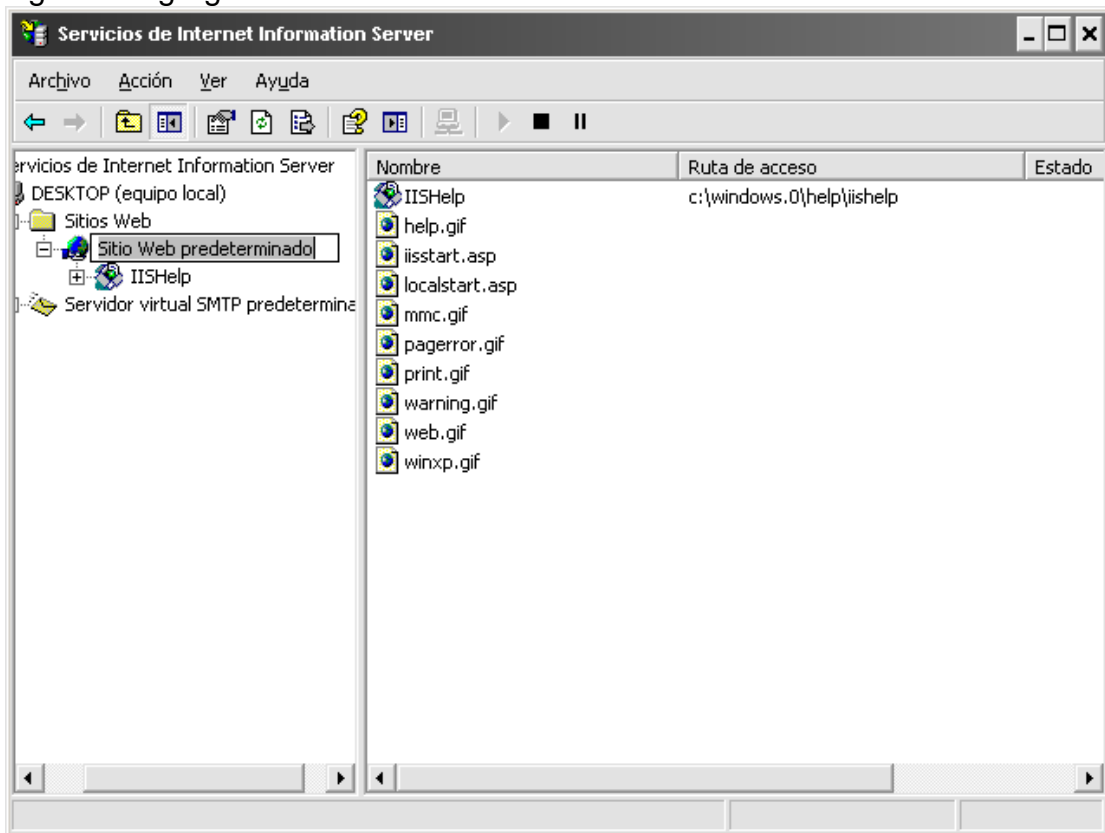 Servicios de Internet Information Server
Archivo Acción Ver Ayuda
ervicios de Internet Information Server
DESKTOP (equipo local)
Sitios Web
Sitio Web predeterminado
IISHelp
Servidor virtual SMTP predetermina
Nombre Ruta de acceso Estado
IISHelp c:\windows.0\help\iishelp
help.gif
iisstart.asp
localstart.asp
mmc.gif
pagerror.gif
print.gif
warning.gif
web.gif
winxp.gif